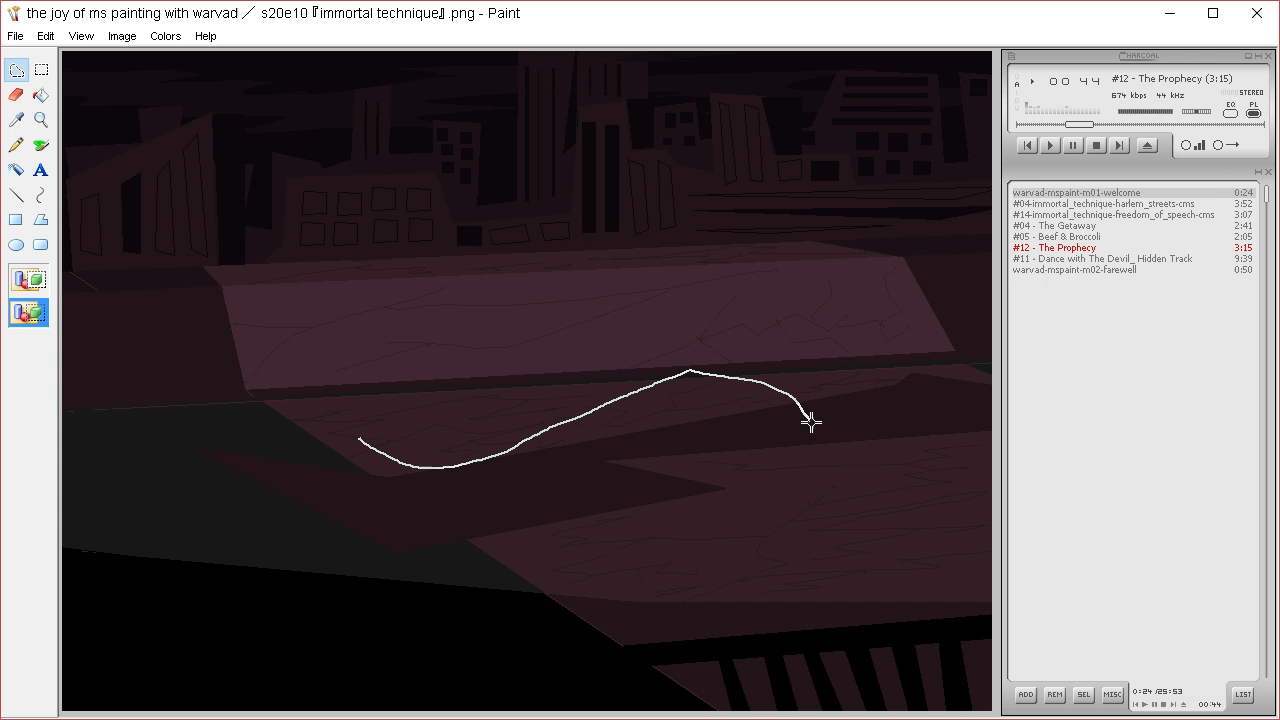 the joy of ms painting with warvad ／ s20e10『immortal technique』.png - Paint
File Edit View Image Colors Help
CHARCOAL
00 44
#12 - The Prophecy (3:15)
674 kbps 44 kHz
STEREO
EQ PL
warvad-mspaint-m01-welcome 0:24
#04-immortal_technique-harlem_streets-cms 3:52
#14-immortal_technique-freedom_of_speech-cms 3:07
#04 - The Getaway 2:41
#05 - Beef & Broccoli 2:05
#12 - The Prophecy 3:15
#11 - Dance with The Devil_ Hidden Track 9:39
warvad-mspaint-m02-farewell 0:50
ADD REM SEL MISC 0:24 /25:53 00:44 LIST